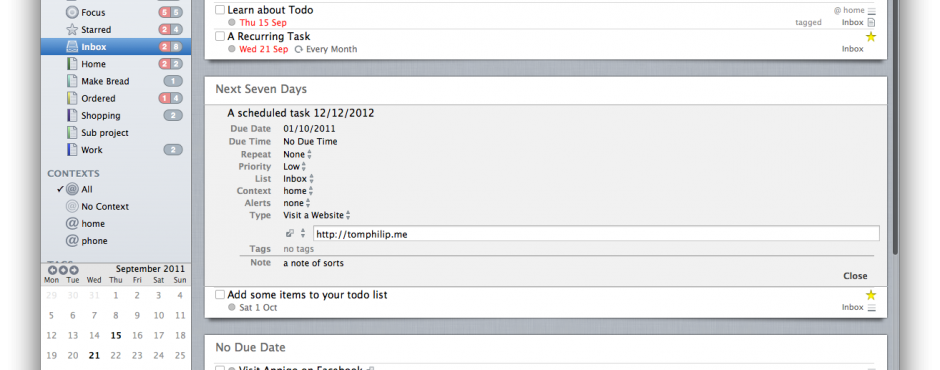 Focus 5 5
Starred 2 4
Inbox 2 8
Home 2 2
Make Bread 1
Ordered 1 4
Shopping 2
Sub project
Work 2
CONTEXTS
✓ All
No Context
@ home
@ phone
September 2011
Mon Tue Wed Thu Fri Sat Sun
29 30 31 1 2 3 4
5 6 7 8 9 10 11
12 13 14 15 16 17 18
19 20 21 22 23 24 25
Learn about Todo @ home
Thu 15 Sep tagged Inbox
A Recurring Task
Wed 21 Sep Every Month Inbox
Next Seven Days
A scheduled task 12/12/2012
Due Date 01/10/2011
Due Time No Due Time
Repeat None
Priority Low
List Inbox
Context home
Alerts none
Type Visit a Website
http://tomphilip.me
Tags no tags
Note a note of sorts
Close
Add some items to your todo list
Sat 1 Oct Inbox
No Due Date
Visit Appigo on Facebook